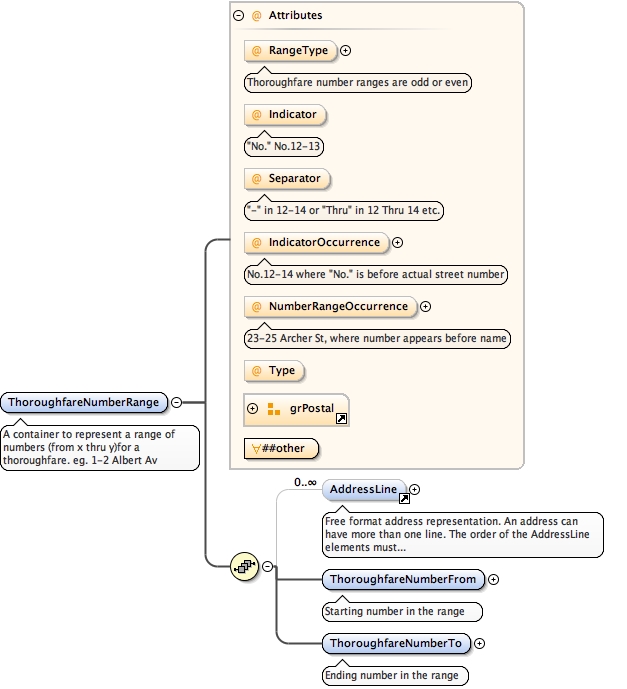 Attributes
@ RangeType
Thoroughfare number ranges are odd or even
@ Indicator
"No." No.12-13
@ Separator
"-" in 12-14 or "Thru" in 12 Thru 14 etc.
@ IndicatorOccurrence
No.12-14 where "No." is before actual street number
@ NumberRangeOccurrence
23-25 Archer St, where number appears before name
@ Type
grPostal
∀##other
ThoroughfareNumberRange
A container to represent a range of
numbers (from x thru y)for a
thoroughfare. eg. 1-2 Albert Av
0..∞
AddressLine
Free format address representation. An address can
have more than one line. The order of the AddressLine
elements must...
ThoroughfareNumberFrom
Starting number in the range
ThoroughfareNumberTo
Ending number in the range